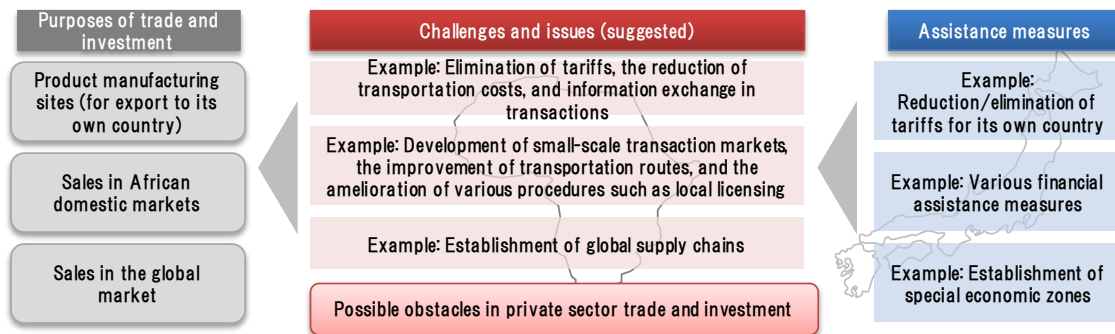 Purposes of trade and
investment
Product manufacturing
sites (for export to its
own country)
Sales in African
domestic markets
Sales in the global
market
Challenges and issues (suggested)
Example: Elimination of tariffs, the reduction of
transportation costs, and information exchange in
transactions
Example: Development of small-scale transaction markets,
the improvement of transportation routes, and the
amelioration of various procedures such as local licensing
Example: Establishment of global supply chains
Possible obstacles in private sector trade and investment
Assistance measures
Example:
Reduction/elimination of
tariffs for its own country
Example: Various financial
assistance measures
Example: Establishment of
special economic zones